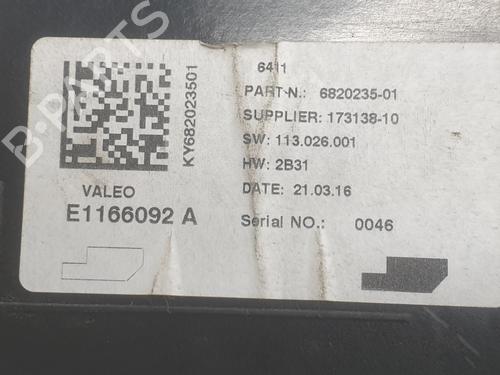 B-PARTS
KY682023501
VALEO
E1166092 A
6411
PART-N.: 6820235-01
SUPPLIER: 173138-10
SW: 113.026.001
HW: 2B31
DATE: 21.03.16
Serial NO.: 0046